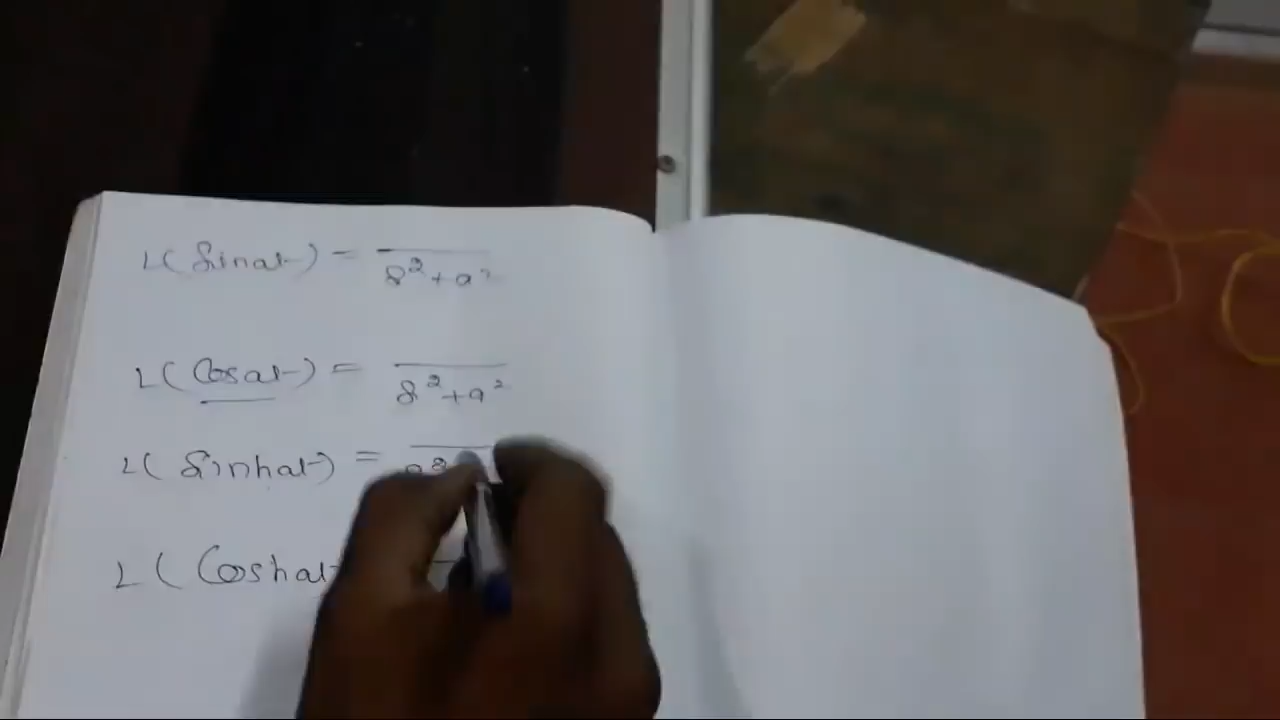 L(Sinat) = ―/s²+a²
L(Cosat) = ―/s²+a²
L(Sinhat) =
L(Coshat